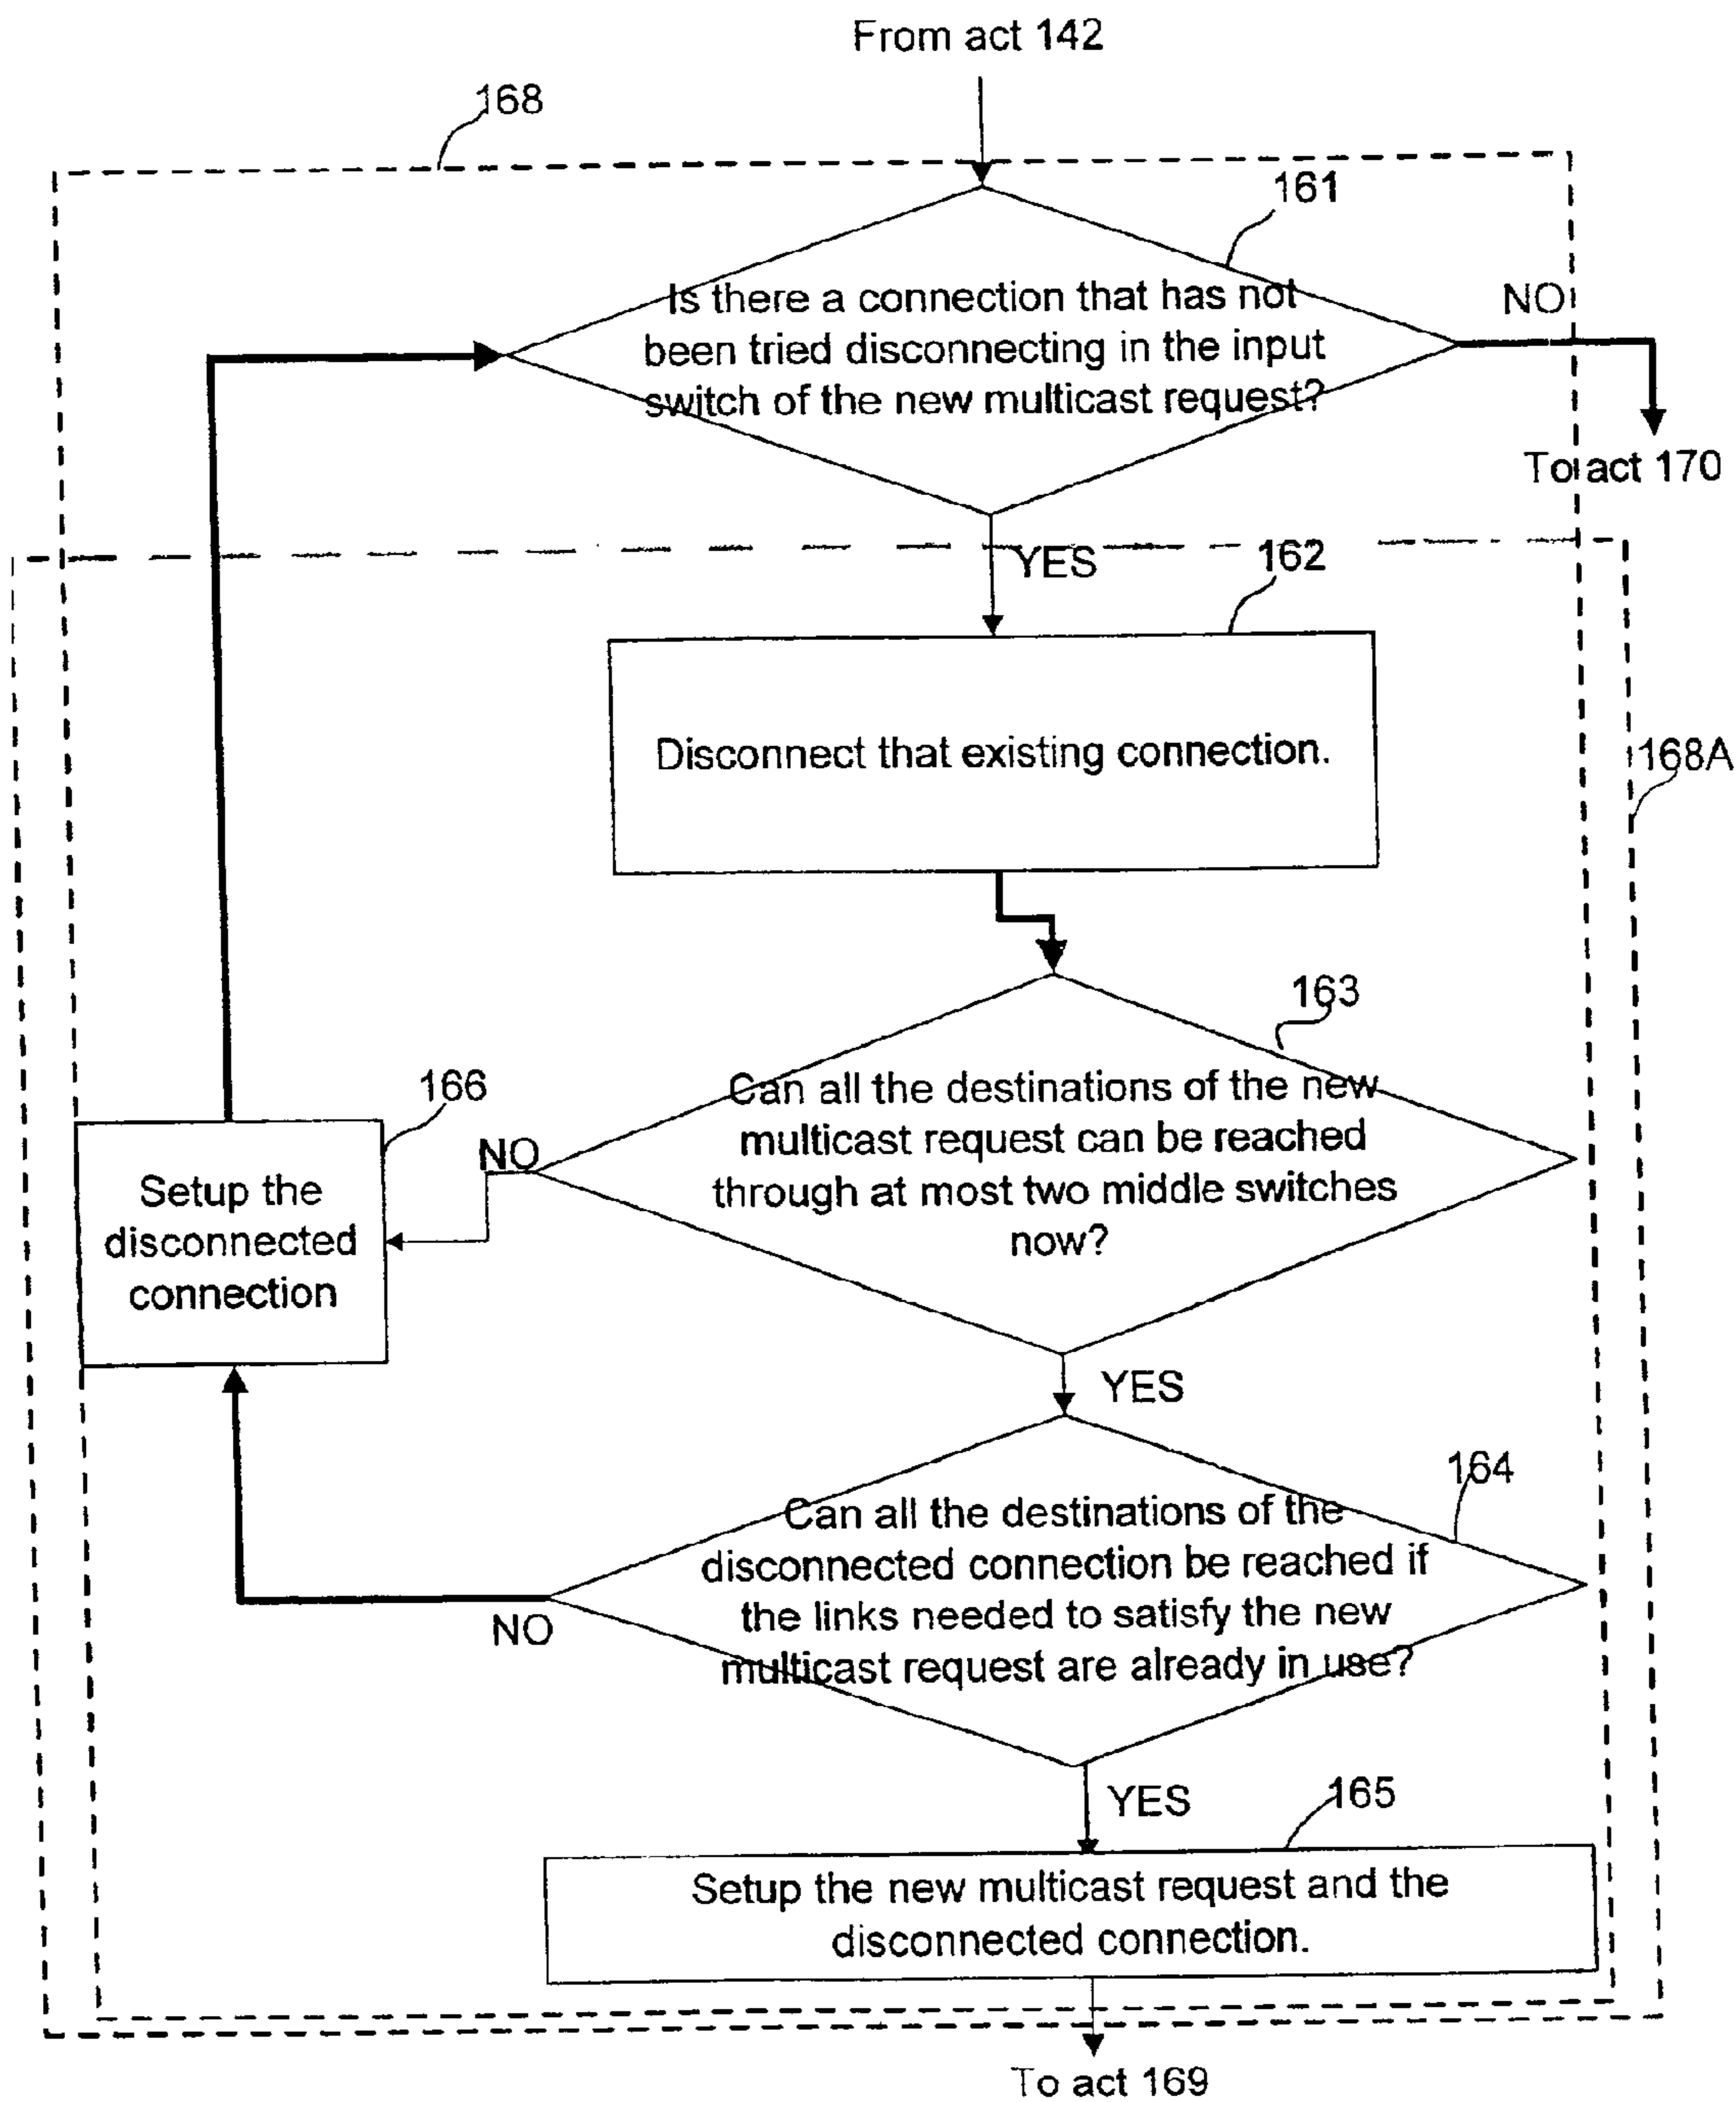 From act 142
168
161
Is there a connection that has not
been tried disconnecting in the input
switch of the new multicast request?
NO
To act 170
YES
162
Disconnect that existing connection.
168A
163
Can all the destinations of the new
multicast request can be reached
through at most two middle switches
now?
NO
166
Setup the
disconnected
connection
YES
164
Can all the destinations of the
disconnected connection be reached if
the links needed to satisfy the new
multicast request are already in use?
NO
YES
165
Setup the new multicast request and the
disconnected connection.
To act 169